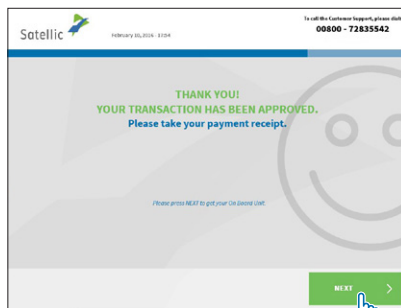 Satellic
February 10, 2016 - 17:54
To call the Customer Support, please dial:
00800 - 72835542
THANK YOU!
YOUR TRANSACTION HAS BEEN APPROVED.
Please take your payment receipt.
Please press NEXT to get your On Board Unit.
NEXT